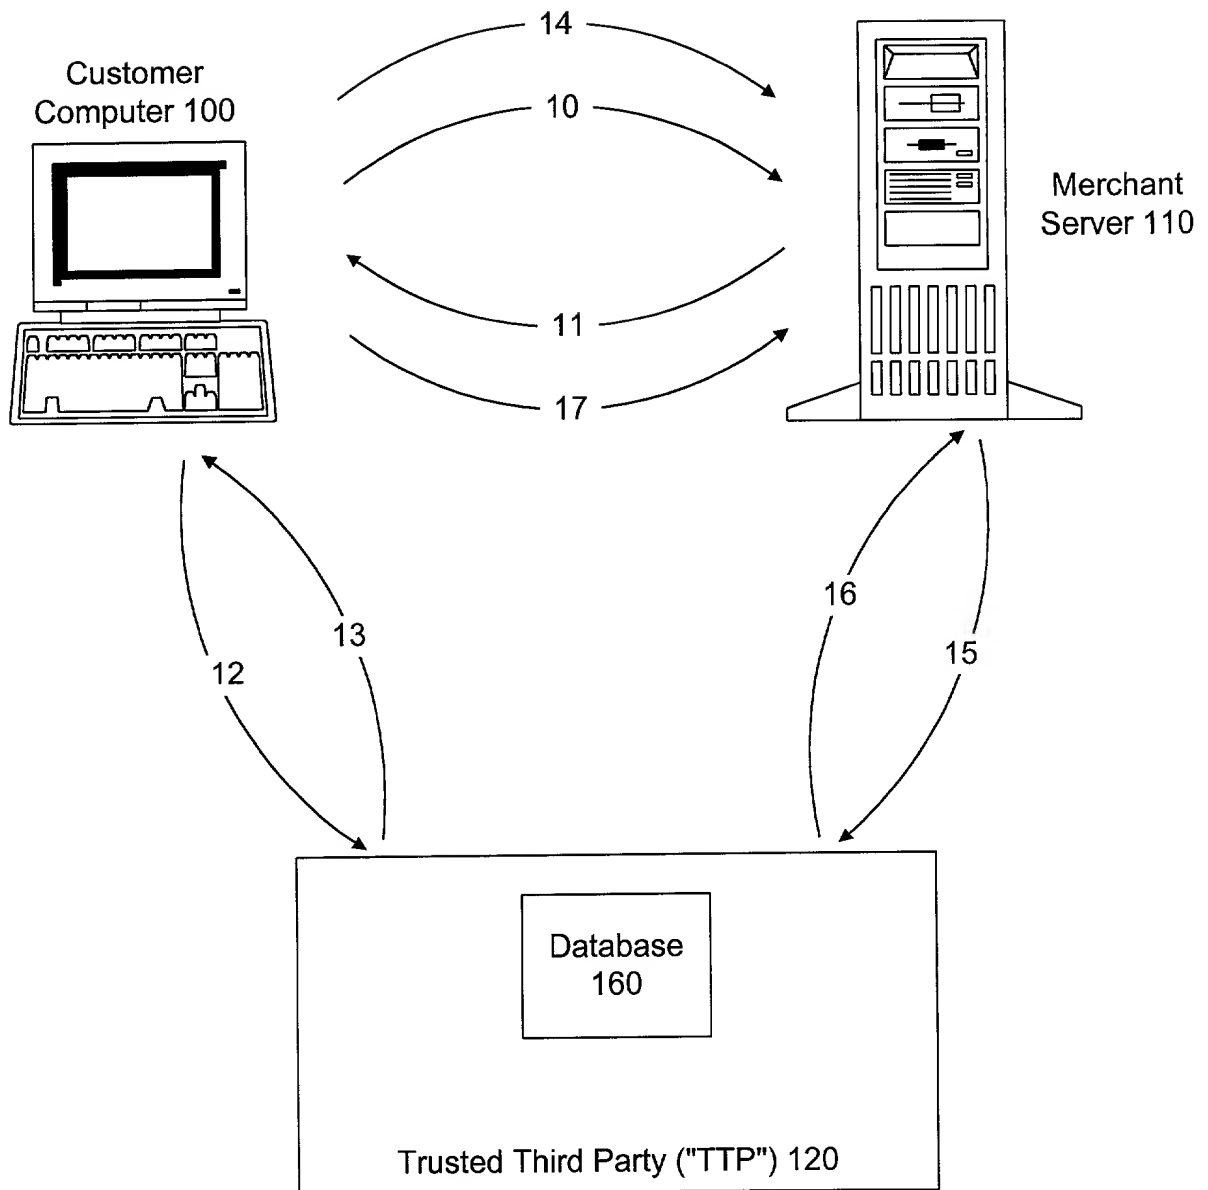 14
Customer
Computer 100
10
Merchant
Server 110
11
17
16
13
15
12
Database
160
Trusted Third Party ("TTP") 120